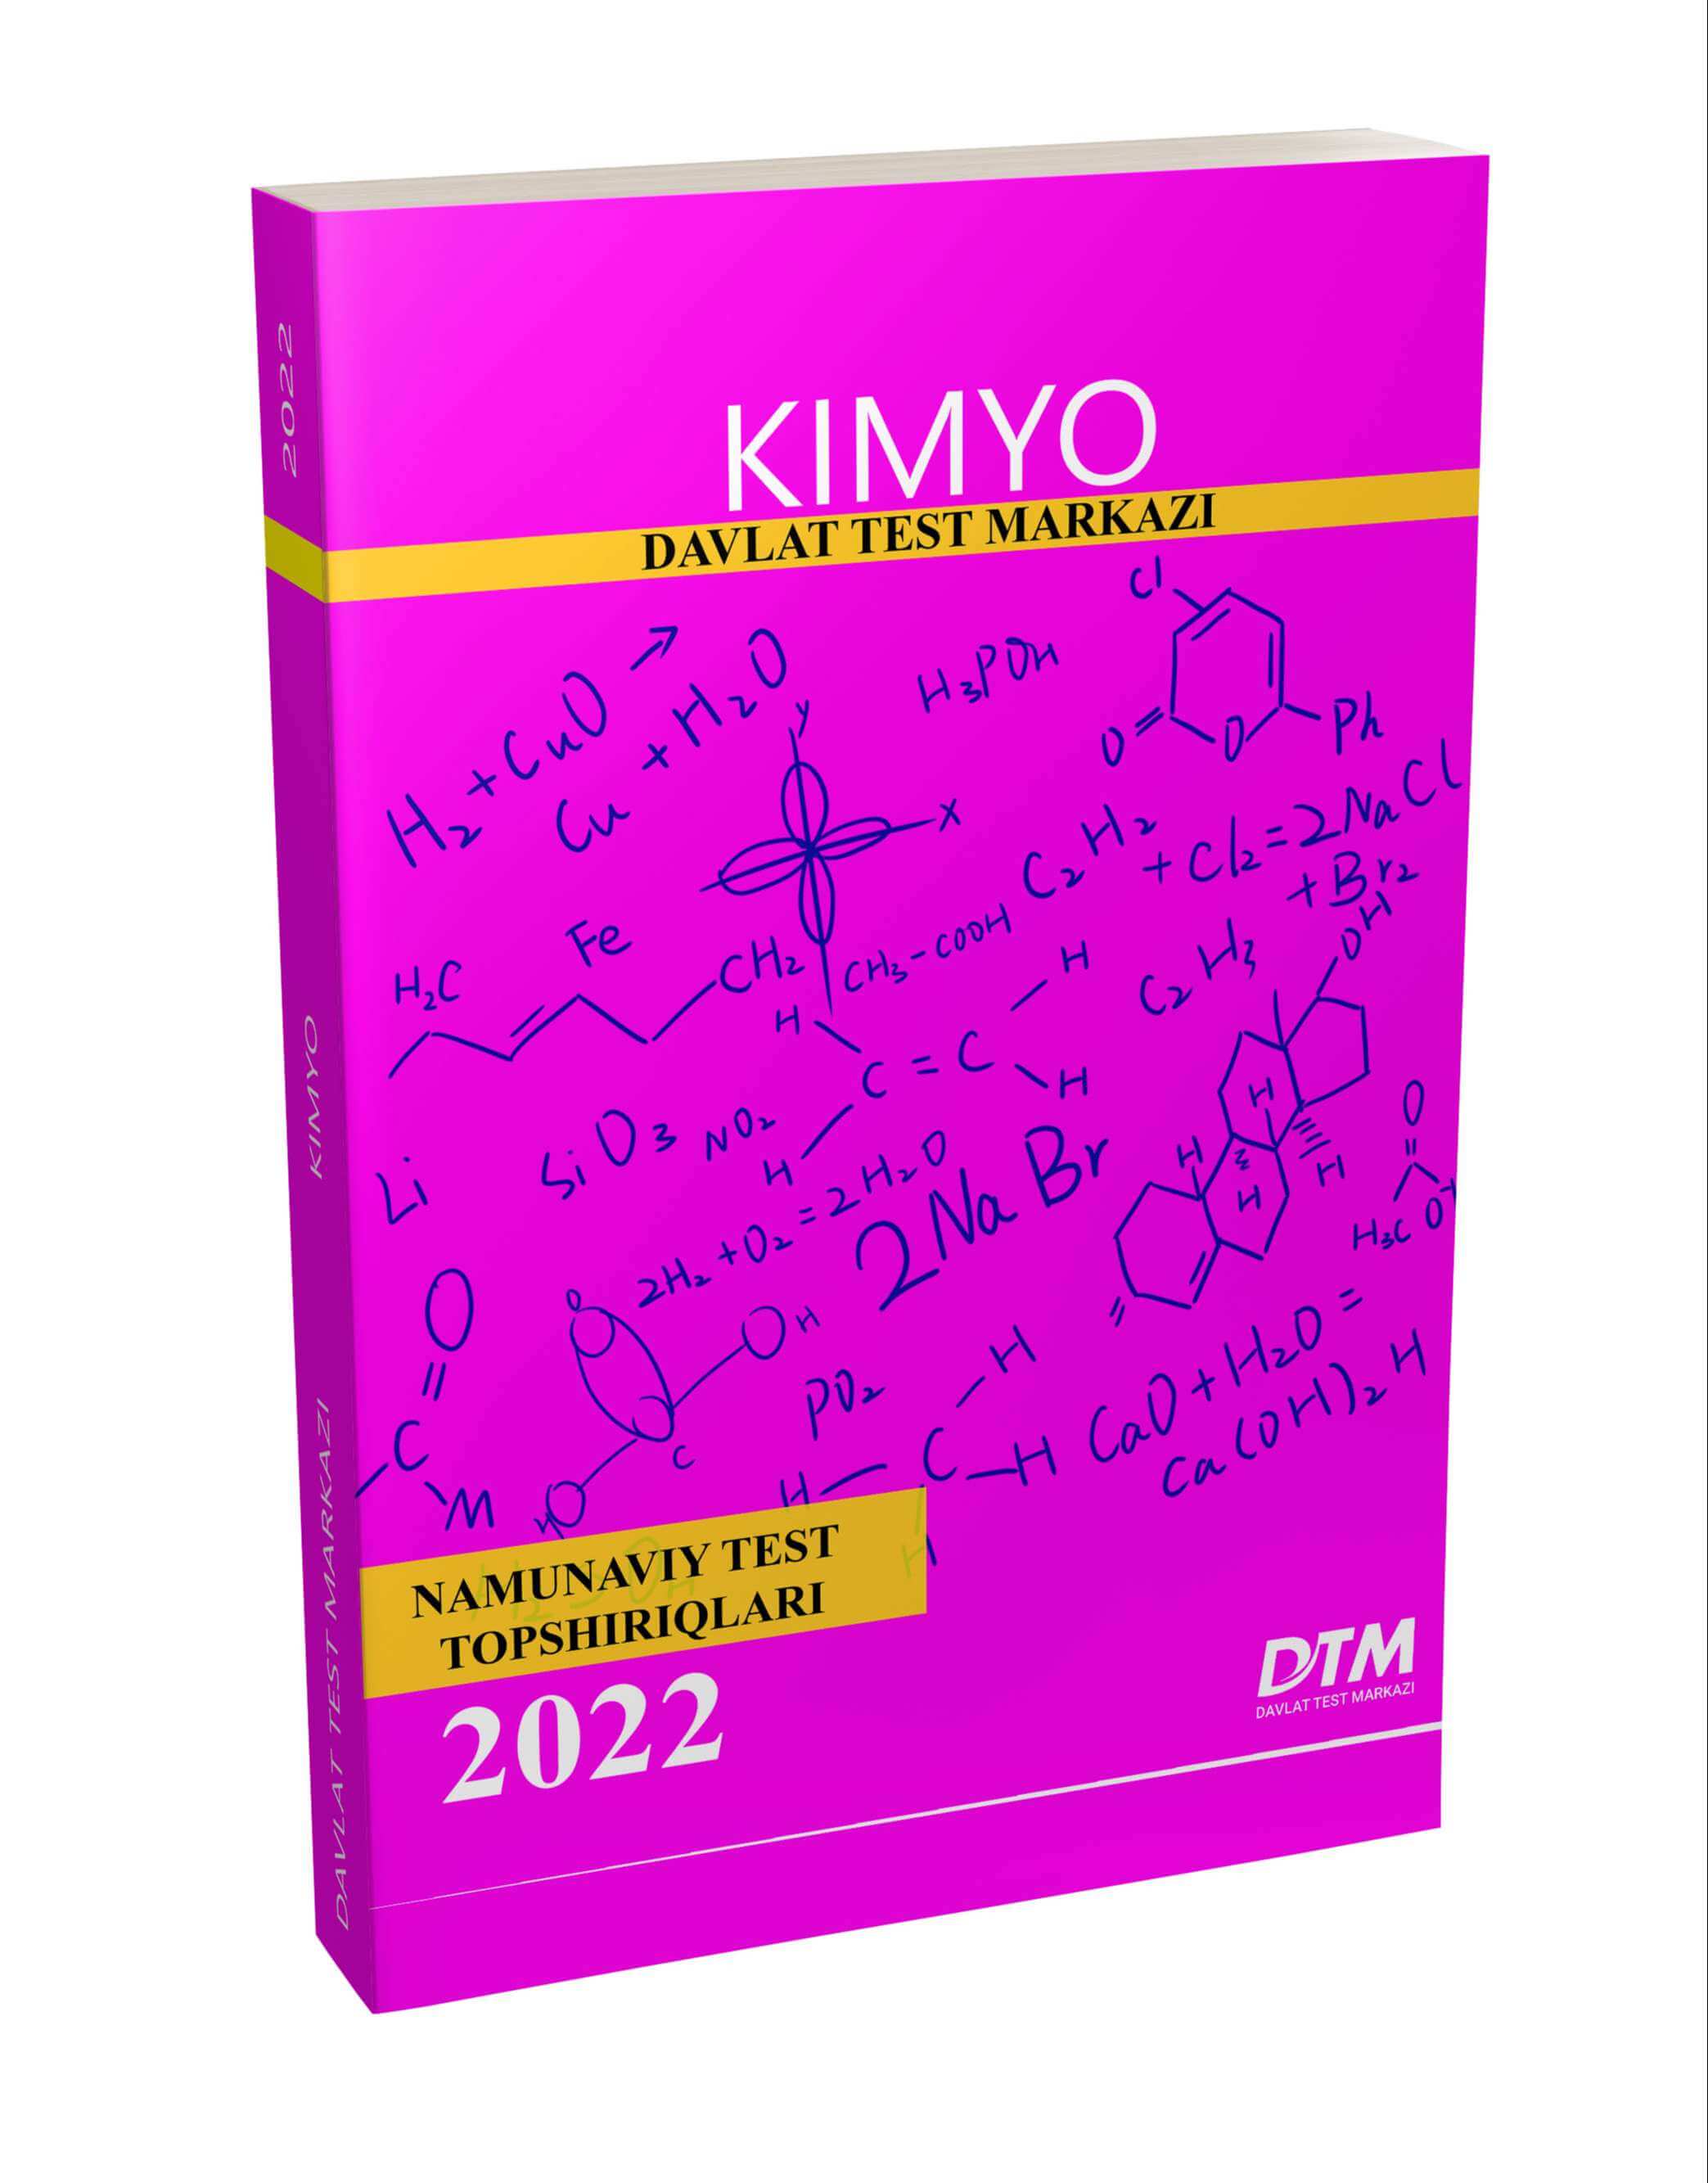 KIMYO
DAVLAT TEST MARKAZI
H₂+CuO →
Cu + H₂O
H₃POH
Cl
O
O
Ph
y
x
C₂H₂
+ Cl₂=2NaCl
+Br₂
Fe
H₂C
CH₂
CH₃-COOH
H
H
C = C
H
H
C₂H₃
OH
H
H
H
H
O
H₃C O
Li
SiO3
NO₂
2H₂+O₂=2H₂O
2NaBr
O
C
M
O
OH
C
HO
PO₂
H
H
C
H
H
CaO+H₂O=
Ca(OH)₂H
NAMUNAVIY TEST
TOPSHIRIQLARI
2022
DTM
DAVLAT TEST MARKAZI
2022
KIMYO
DAVLAT TEST MARKAZI